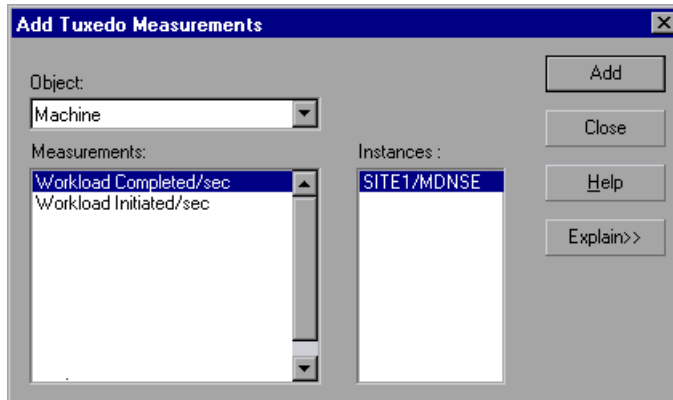 Add Tuxedo Measurements
Object:
Machine
Measurements:
Workload Completed/sec
Workload Initiated/sec
Instances :
SITE1/MDNSE
Add
Close
Help
Explain>>